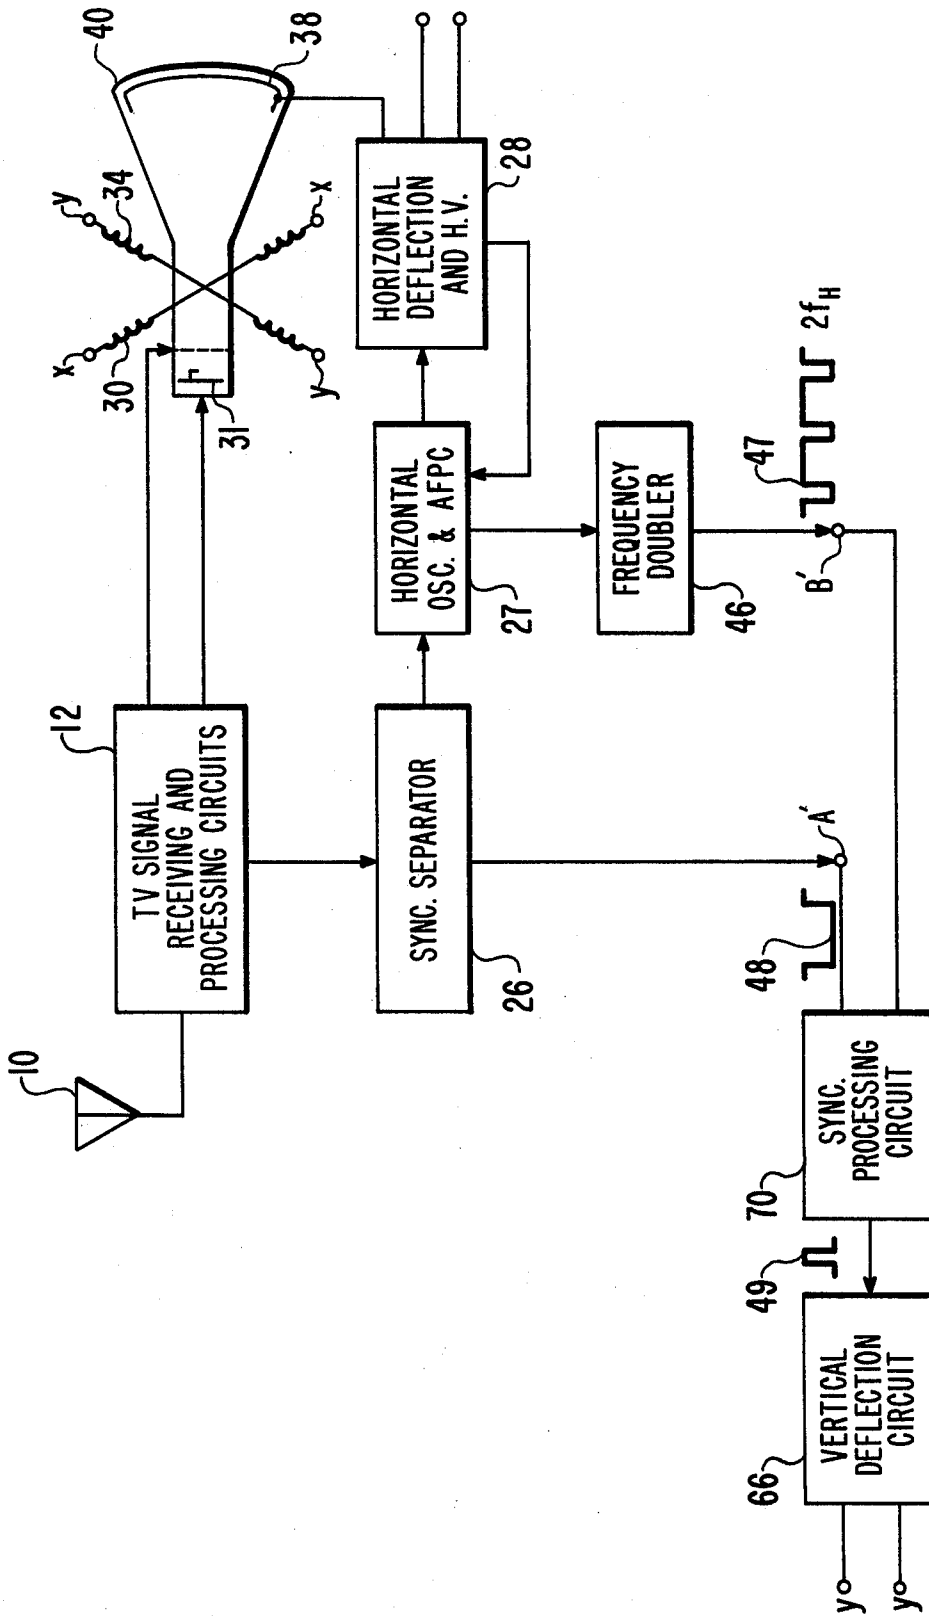 10
12
TV SIGNAL
RECEIVING AND
PROCESSING CIRCUITS
40
38
y
34
x
30
31
x
y
SYNC. SEPARATOR
26
HORIZONTAL
OSC. & AFPC
27
HORIZONTAL
DEFLECTION
AND H.V.
28
FREQUENCY
DOUBLER
46
47
2fH
B'
A'
48
SYNC.
PROCESSING
CIRCUIT
70
49
VERTICAL
DEFLECTION
CIRCUIT
66
y
y